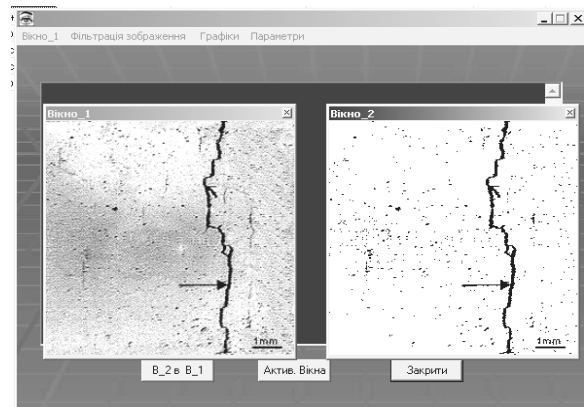 Вікно_1 Фільтрація зображення Графіки Параметри
Вікно_1
Вікно_2
1mm
1mm
В_2 в В_1
Актив. Вікна
Закрити